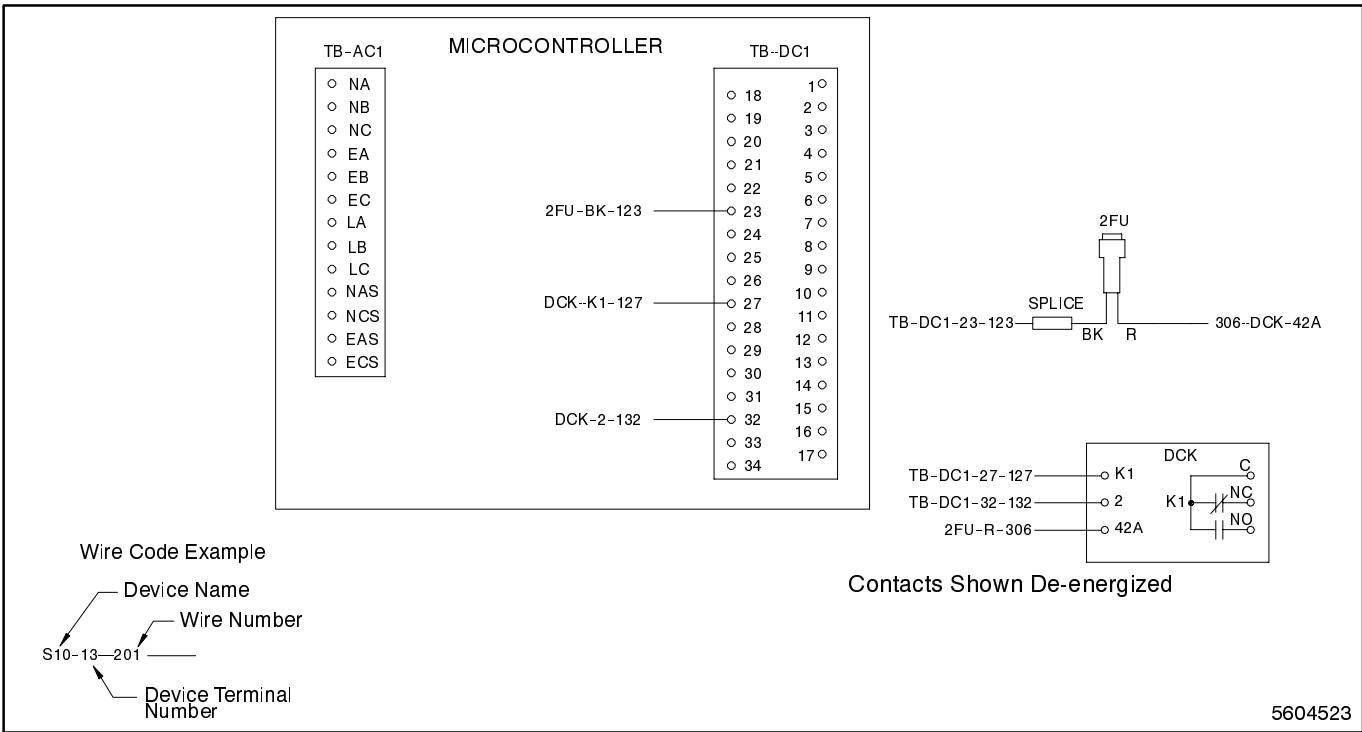 MICROCONTROLLER
TB-AC1
NA
NB
NC
EA
EB
EC
LA
LB
LC
NAS
NCS
EAS
ECS
TB--DC1
18
19
20
21
22
23
24
25
26
27
28
29
30
31
32
33
34
1
2
3
4
5
6
7
8
9
10
11
12
13
14
15
16
17
2FU-BK-123
DCK--K1-127
DCK-2-132
2FU
SPLICE
TB-DC1-23-123
BK
R
306--DCK-42A
DCK
TB-DC1-27-127
K1
TB-DC1-32-132
2
2FU-R-306
42A
K1
C
NC
NO
Contacts Shown De-energized
Wire Code Example
Device Name
Wire Number
S10-13—201
Device Terminal
Number
5604523